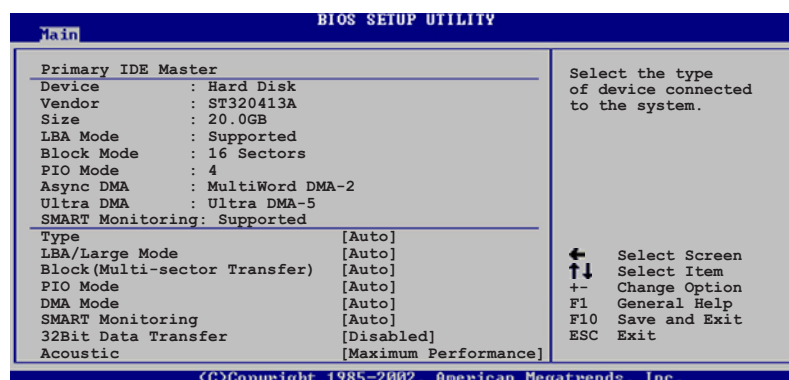 BIOS SETUP UTILITY
Main
Primary IDE Master
Device : Hard Disk
Vendor : ST320413A
Size : 20.0GB
LBA Mode : Supported
Block Mode : 16 Sectors
PIO Mode : 4
Async DMA : MultiWord DMA-2
Ultra DMA : Ultra DMA-5
SMART Monitoring: Supported
Type [Auto]
LBA/Large Mode [Auto]
Block(Multi-sector Transfer) [Auto]
PIO Mode [Auto]
DMA Mode [Auto]
SMART Monitoring [Auto]
32Bit Data Transfer [Disabled]
Acoustic [Maximum Performance]
Select the type
of device connected
to the system.
← Select Screen
↑↓ Select Item
+- Change Option
F1 General Help
F10 Save and Exit
ESC Exit
(C)Copyright 1985-2002 American Megatrends Inc